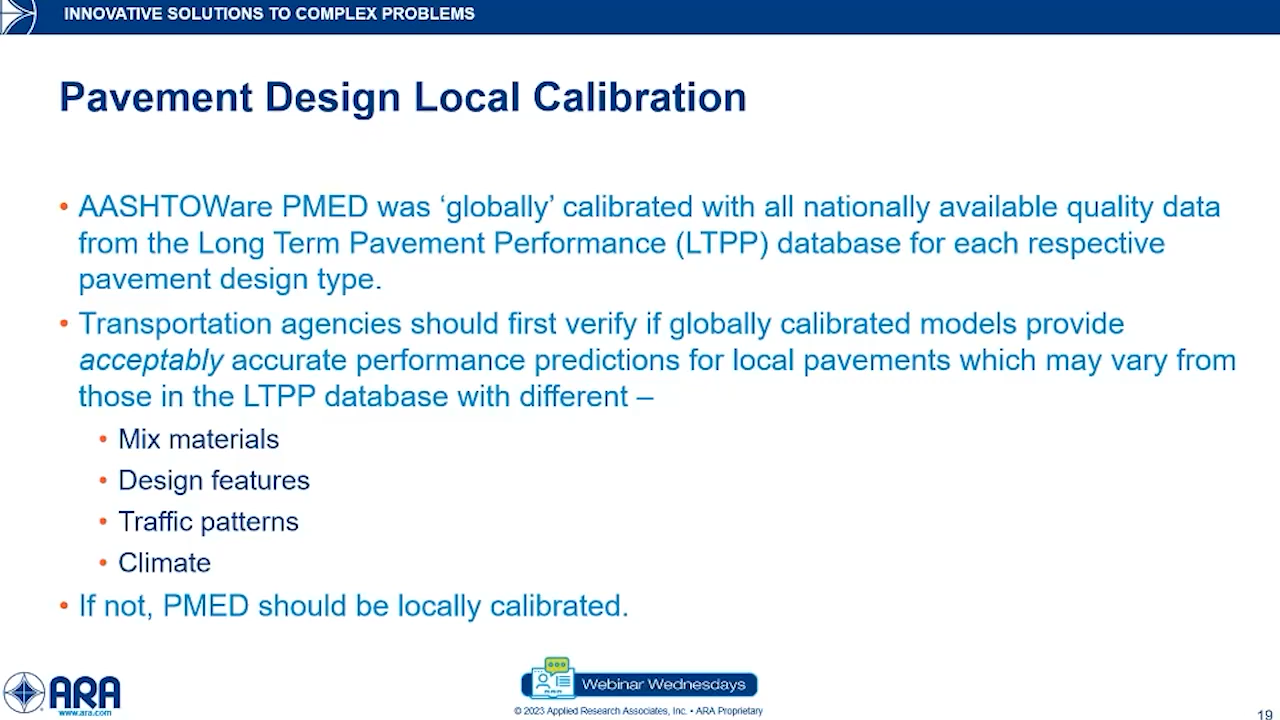 INNOVATIVE SOLUTIONS TO COMPLEX PROBLEMS
Pavement Design Local Calibration
• AASHTOWare PMED was ‘globally’ calibrated with all nationally available quality data
from the Long Term Pavement Performance (LTPP) database for each respective
pavement design type.
• Transportation agencies should first verify if globally calibrated models provide
acceptably accurate performance predictions for local pavements which may vary from
those in the LTPP database with different –
• Mix materials
• Design features
• Traffic patterns
• Climate
• If not, PMED should be locally calibrated.
ARA
www.ara.com
Webinar Wednesdays
© 2023 Applied Research Associates, Inc. • ARA Proprietary
19